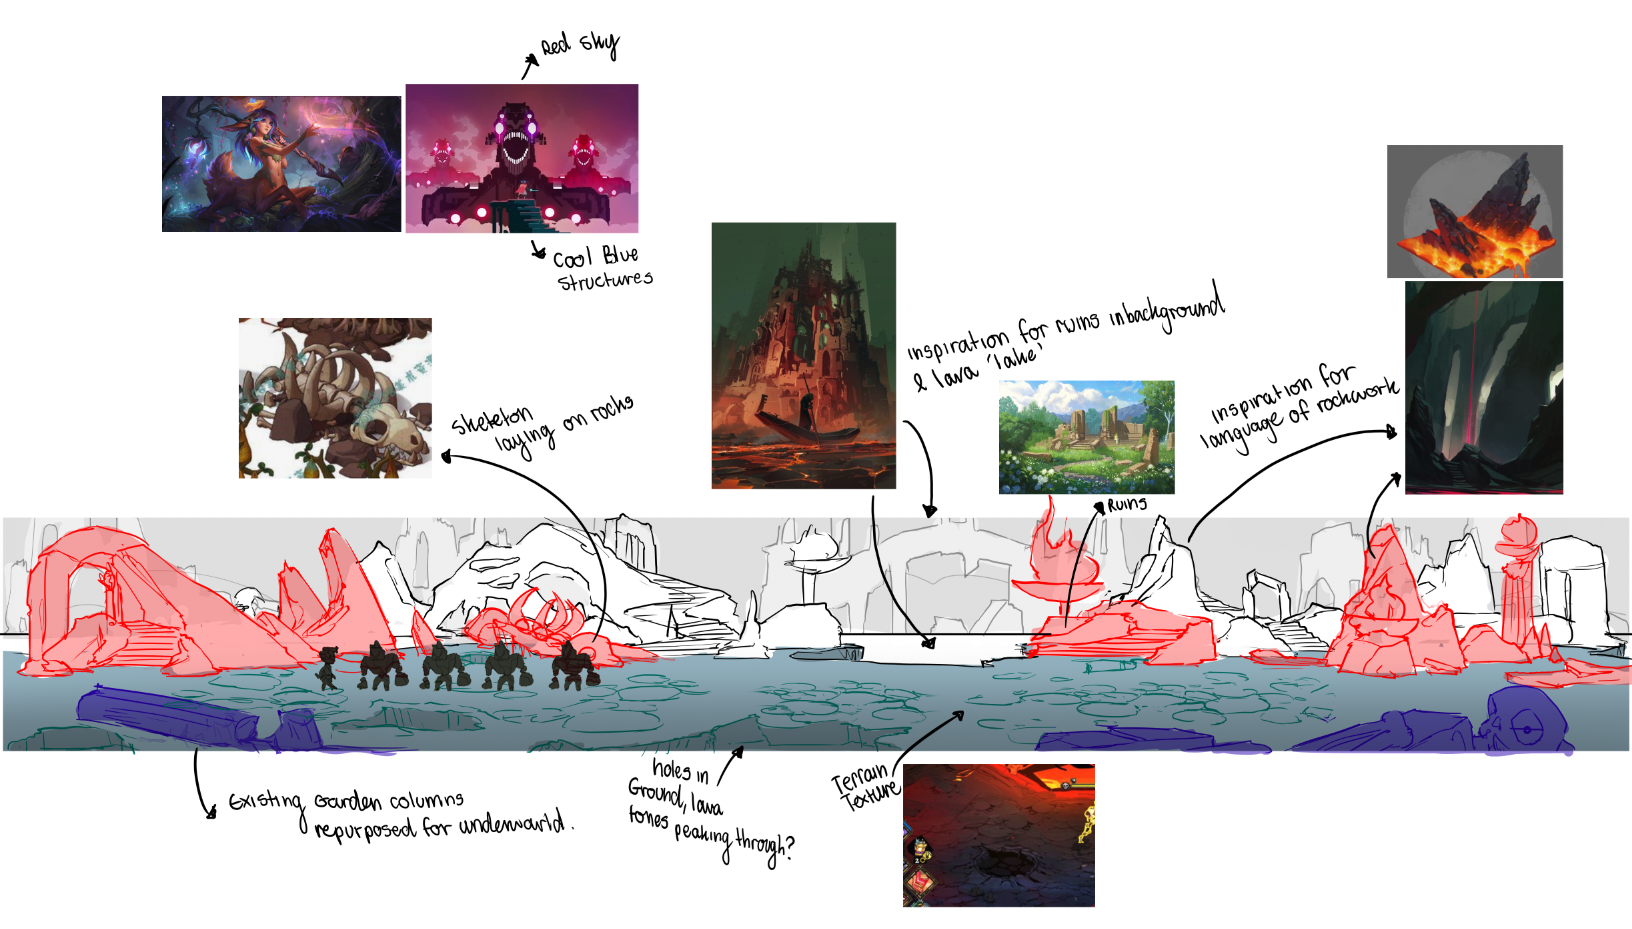 Red Sky
Cool Blue
Structures
Skeleton
laying on rocks
Inspiration for ruins in background
& lava 'lake'
Ruins
Inspiration for
language of rockwork
Existing Garden columns
repurposed for underworld.
holes in
Ground, lava
tones peaking through?
Terrain
Texture